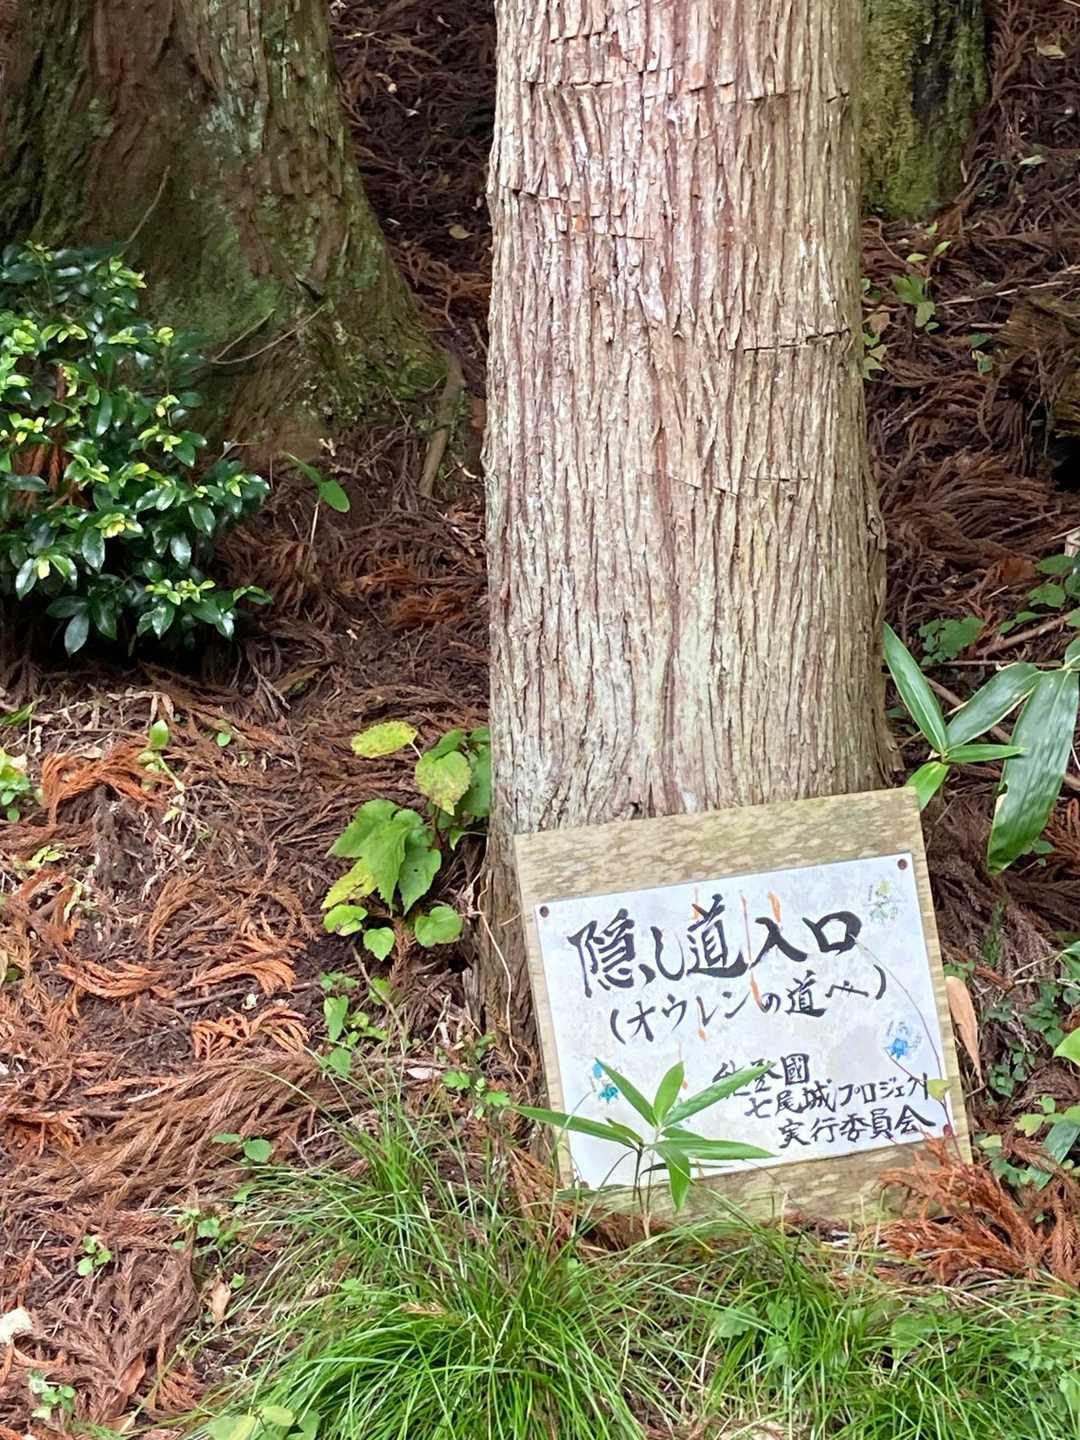 隠し道入口
(オウレンの道へ)
能登國
七尾城プロジェクト
実行委員会